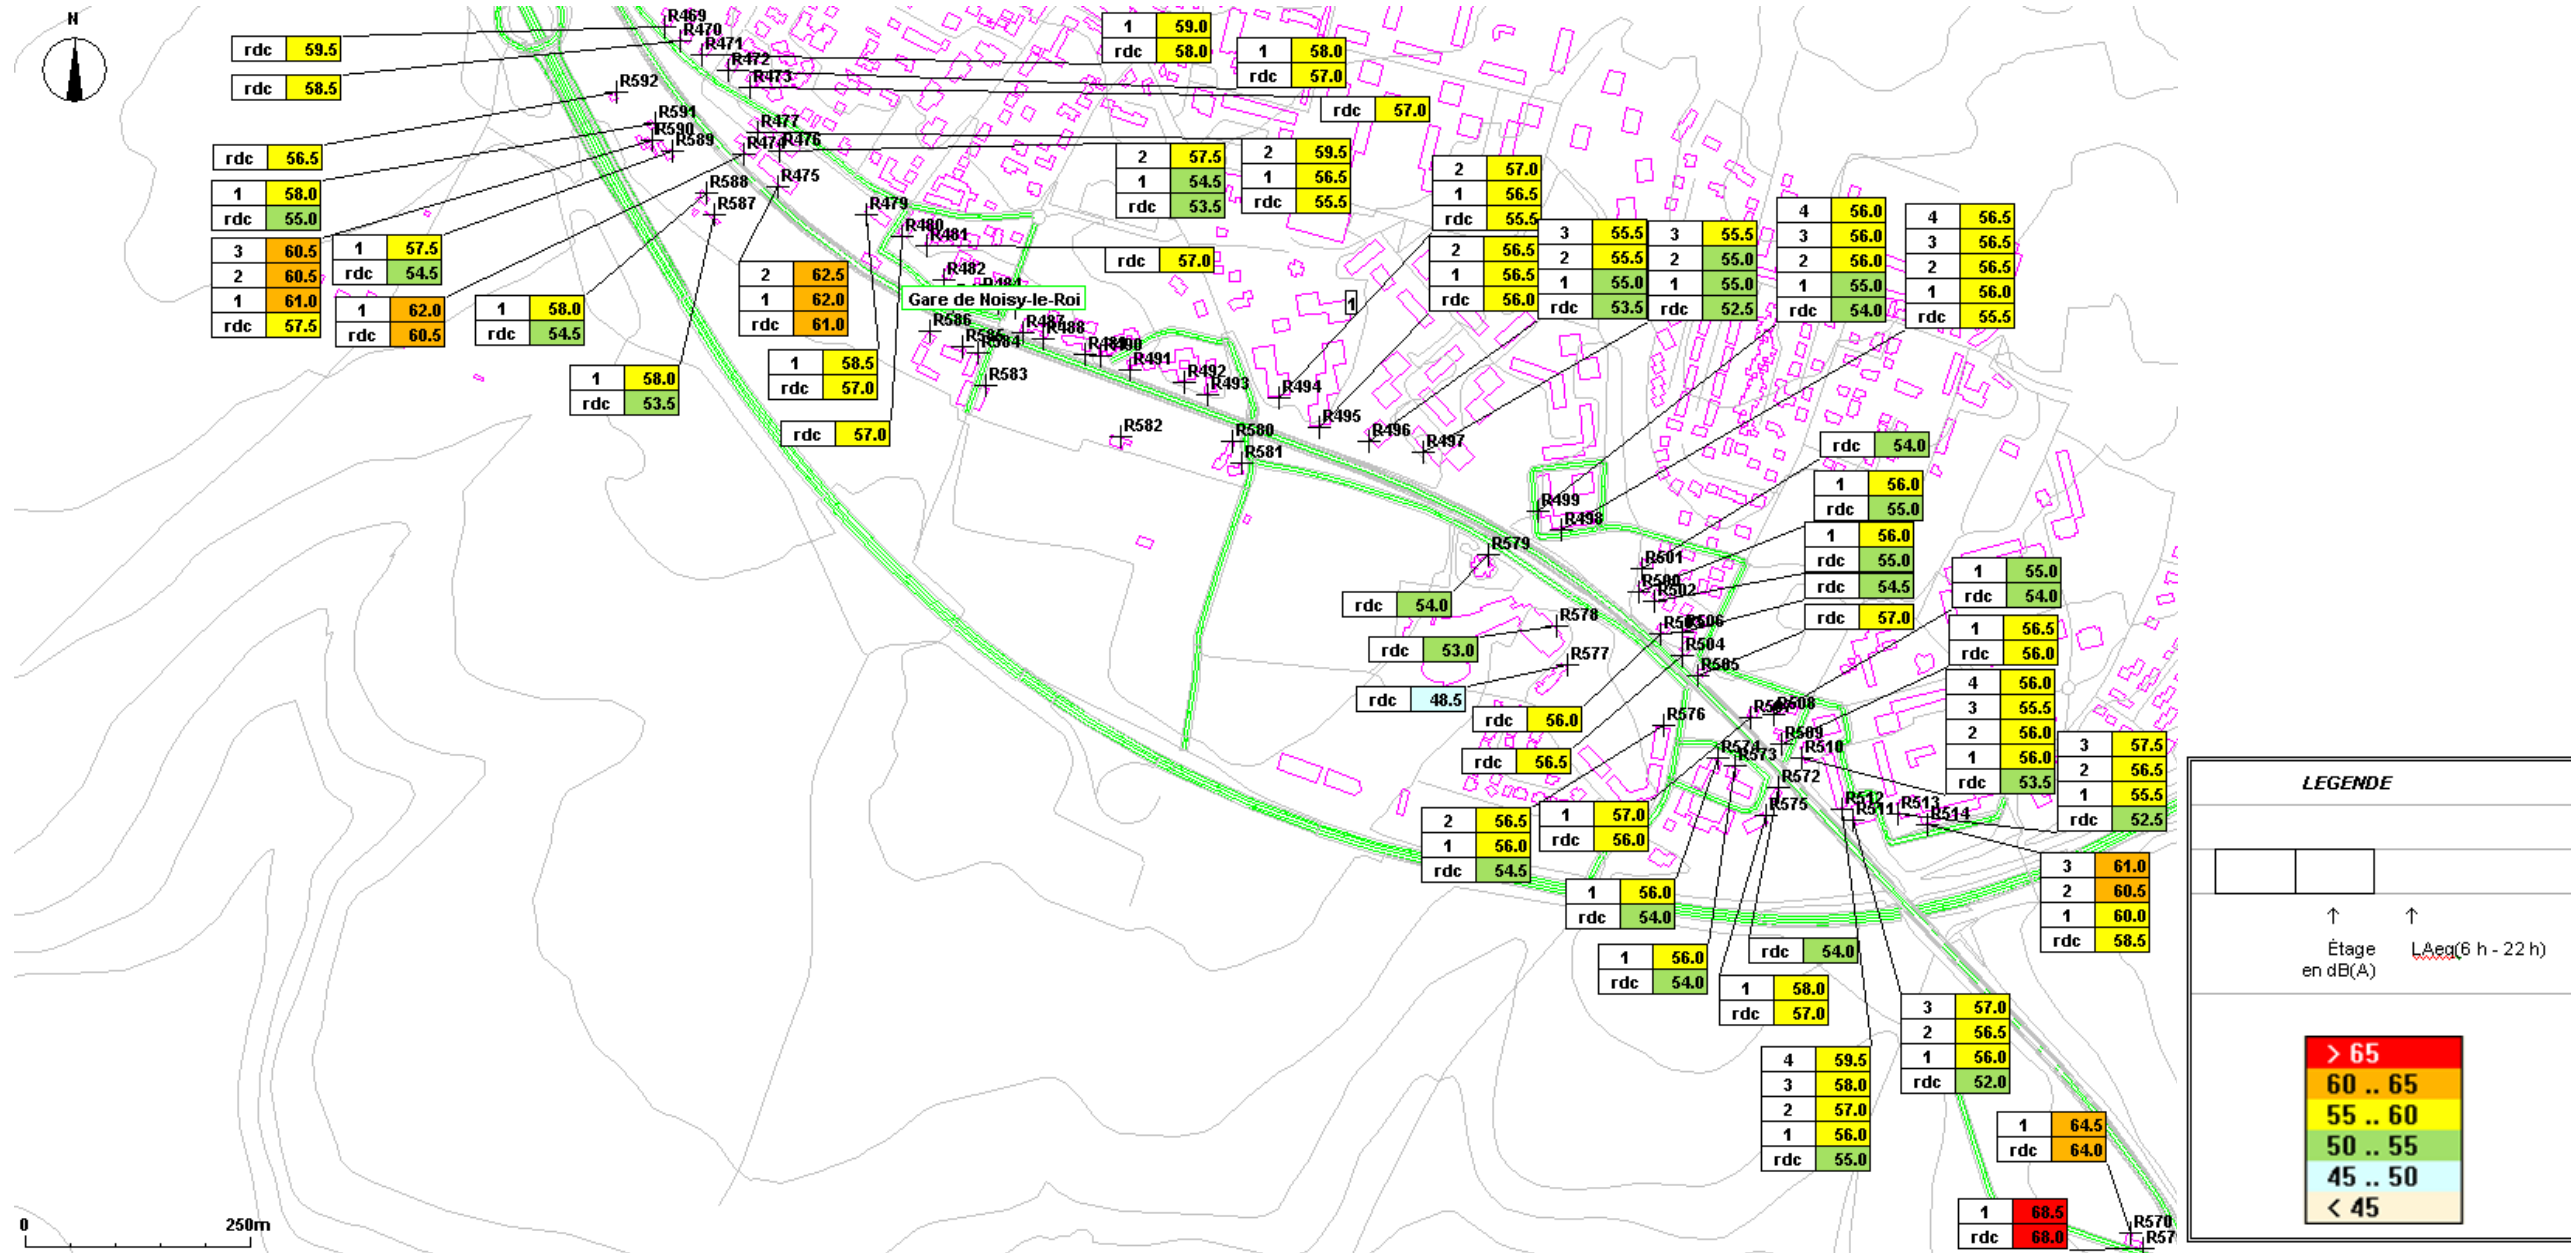 N
R469
R470
R471
R472
R473
R592
R591
R590
R589
R477
R474
R476
R475
R588
R587
R479
R480
R481
R482
Gare de Noisy-le-Roi
R586
R585
R584
R583
R487
R488
R490
R491
R492
R493
R494
R495
R496
R497
R582
R580
R581
R499
R498
R579
R501
R500
R502
R578
R577
R506
R504
R505
R576
R508
R509
R510
R574
R573
R572
R575
R512
R511
R513
R514
R570
R57
1
rdc 59.5
rdc 58.5
1 59.0
rdc 58.0
1 58.0
rdc 57.0
rdc 57.0
rdc 56.5
1 58.0
rdc 55.0
3 60.5
2 60.5
1 61.0
rdc 57.5
1 57.5
rdc 54.5
1 62.0
rdc 60.5
1 58.0
rdc 54.5
1 58.0
rdc 53.5
2 62.5
1 62.0
rdc 61.0
1 58.5
rdc 57.0
rdc 57.0
2 57.5
1 54.5
rdc 53.5
2 59.5
1 56.5
rdc 55.5
rdc 57.0
2 57.0
1 56.5
rdc 55.5
2 56.5
1 56.5
rdc 56.0
3 55.5
2 55.5
1 55.0
rdc 53.5
3 55.5
2 55.0
1 55.0
rdc 52.5
4 56.0
3 56.0
2 56.0
1 55.0
rdc 54.0
4 56.5
3 56.5
2 56.5
1 56.0
rdc 55.5
rdc 54.0
1 56.0
rdc 55.0
1 56.0
rdc 55.0
rdc 54.5
rdc 57.0
1 55.0
rdc 54.0
1 56.5
rdc 56.0
4 56.0
3 55.5
2 56.0
1 56.0
rdc 53.5
3 57.5
2 56.5
1 55.5
rdc 52.5
rdc 54.0
rdc 53.0
rdc 48.5
rdc 56.0
rdc 56.5
2 56.5
1 56.0
rdc 54.5
1 57.0
rdc 56.0
1 56.0
rdc 54.0
1 56.0
rdc 54.0
rdc 54.0
1 58.0
rdc 57.0
3 61.0
2 60.5
1 60.0
rdc 58.5
3 57.0
2 56.5
1 56.0
rdc 52.0
4 59.5
3 58.0
2 57.0
1 56.0
rdc 55.0
1 64.5
rdc 64.0
1 68.5
rdc 68.0
0 250m
LEGENDE
↑ ↑
Étage LAeq(6 h - 22 h)
en dB(A)
> 65
60 .. 65
55 .. 60
50 .. 55
45 .. 50
< 45